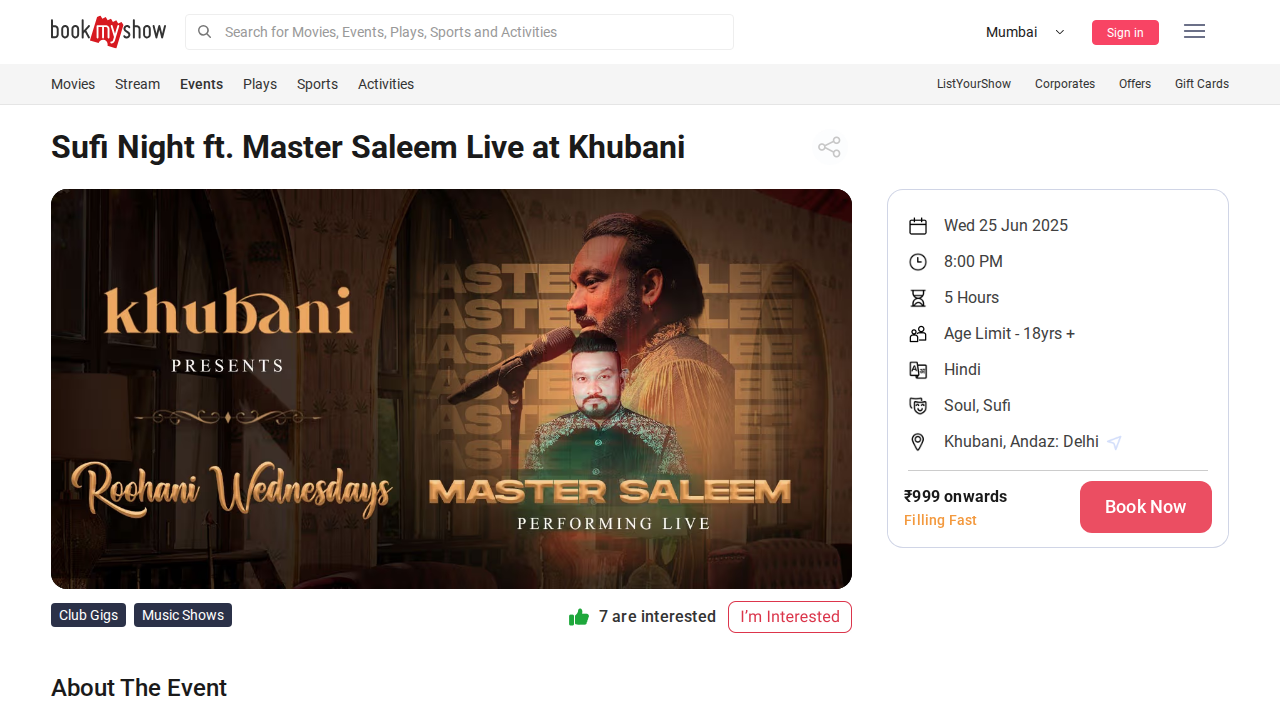 bookmyshow
Search for Movies, Events, Plays, Sports and Activities
Mumbai
Sign in
Movies
Stream
Events
Plays
Sports
Activities
ListYourShow
Corporates
Offers
Gift Cards
Sufi Night ft. Master Saleem Live at Khubani
khubani
PRESENTS
Roohani Wednesdays
MASTER SALEEM
PERFORMING LIVE
Wed 25 Jun 2025
8:00 PM
5 Hours
Age Limit - 18yrs +
Hindi
Soul, Sufi
Khubani, Andaz: Delhi
₹999 onwards
Filling Fast
Book Now
Club Gigs
Music Shows
7 are interested
I'm Interested
About The Event